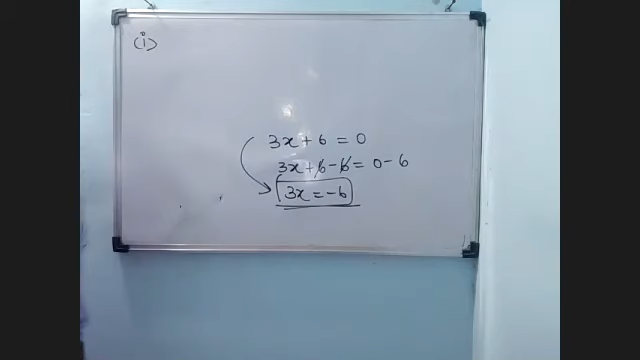 (i)
3x + 6 = 0
3x + 6 - 6 = 0 - 6
3x = -6